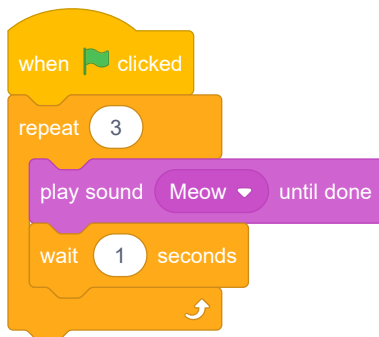 when clicked
repeat 3
play sound Meow until done
wait 1 seconds